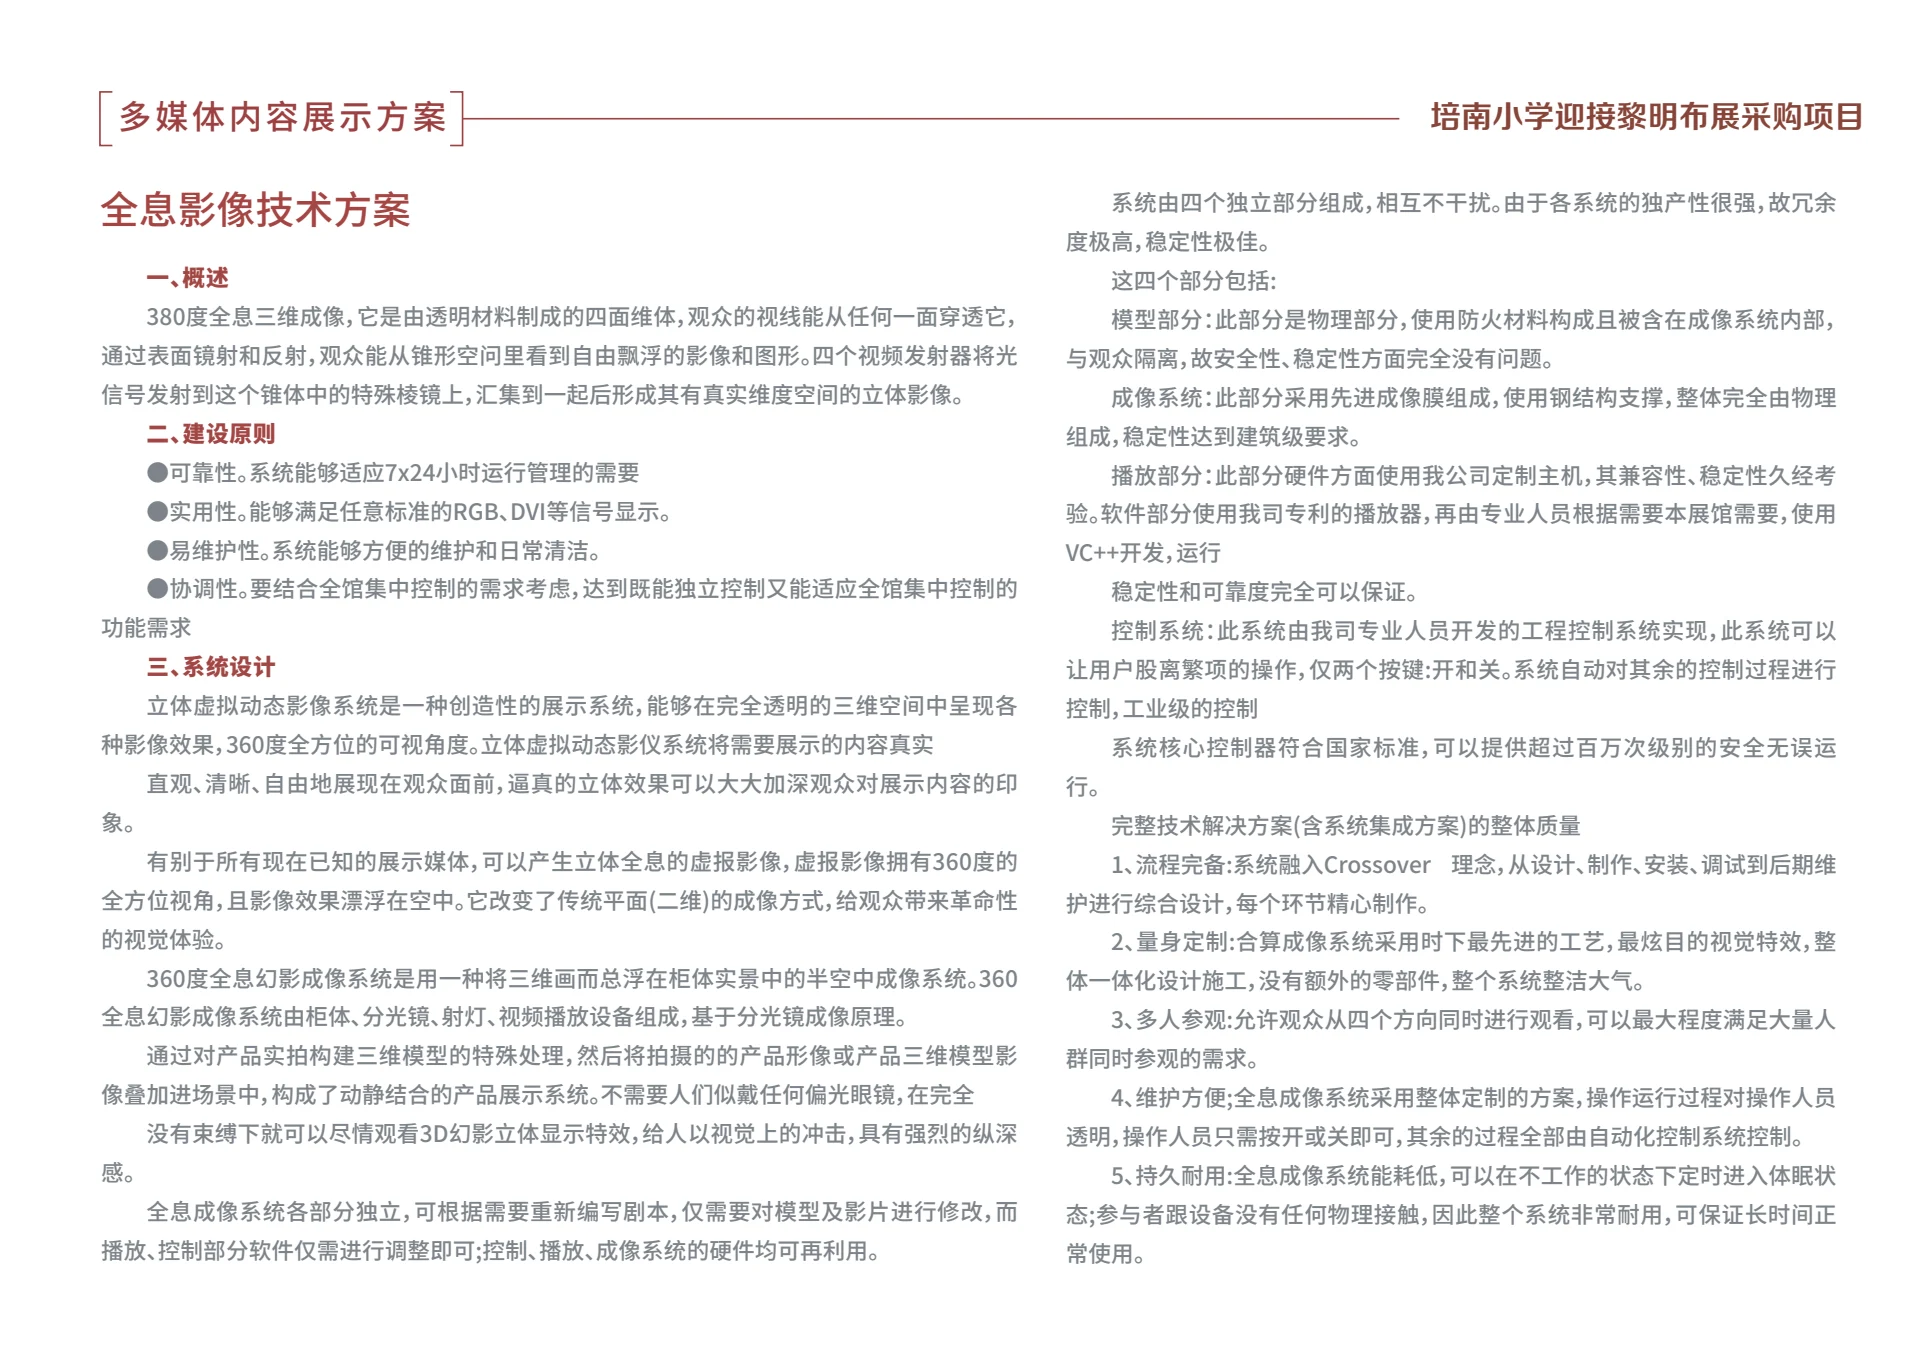 多媒体内容展示方案
培南小学迎接黎明布展采购项目
全息影像技术方案
一、概述
380度全息三维成像，它是由透明材料制成的四面维体，观众的视线能从任何一面穿透它，
通过表面镜射和反射，观众能从锥形空问里看到自由飘浮的影像和图形。四个视频发射器将光
信号发射到这个锥体中的特殊棱镜上，汇集到一起后形成其有真实维度空间的立体影像。
二、建设原则
●可靠性。系统能够适应7x24小时运行管理的需要
●实用性。能够满足任意标准的RGB、DVI等信号显示。
●易维护性。系统能够方便的维护和日常清洁。
●协调性。要结合全馆集中控制的需求考虑，达到既能独立控制又能适应全馆集中控制的
功能需求
三、系统设计
立体虚拟动态影像系统是一种创造性的展示系统，能够在完全透明的三维空间中呈现各
种影像效果，360度全方位的可视角度。立体虚拟动态影仪系统将需要展示的内容真实
直观、清晰、自由地展现在观众面前，逼真的立体效果可以大大加深观众对展示内容的印
象。
有别于所有现在已知的展示媒体，可以产生立体全息的虚报影像，虚报影像拥有360度的
全方位视角，且影像效果漂浮在空中。它改变了传统平面(二维)的成像方式，给观众带来革命性
的视觉体验。
360度全息幻影成像系统是用一种将三维画而总浮在柜体实景中的半空中成像系统。360
全息幻影成像系统由柜体、分光镜、射灯、视频播放设备组成，基于分光镜成像原理。
通过对产品实拍构建三维模型的特殊处理，然后将拍摄的的产品形像或产品三维模型影
像叠加进场景中，构成了动静结合的产品展示系统。不需要人们似戴任何偏光眼镜，在完全
没有束缚下就可以尽情观看3D幻影立体显示特效，给人以视觉上的冲击，具有强烈的纵深
感。
全息成像系统各部分独立，可根据需要重新编写剧本，仅需要对模型及影片进行修改，而
播放、控制部分软件仅需进行调整即可;控制、播放、成像系统的硬件均可再利用。
系统由四个独立部分组成，相互不干扰。由于各系统的独产性很强，故冗余
度极高，稳定性极佳。
这四个部分包括:
模型部分：此部分是物理部分，使用防火材料构成且被含在成像系统内部，
与观众隔离，故安全性、稳定性方面完全没有问题。
成像系统：此部分采用先进成像膜组成，使用钢结构支撑，整体完全由物理
组成，稳定性达到建筑级要求。
播放部分：此部分硬件方面使用我公司定制主机，其兼容性、稳定性久经考
验。软件部分使用我司专利的播放器，再由专业人员根据需要本展馆需要，使用
VC++开发，运行
稳定性和可靠度完全可以保证。
控制系统：此系统由我司专业人员开发的工程控制系统实现，此系统可以
让用户股离繁项的操作，仅两个按键:开和关。系统自动对其余的控制过程进行
控制，工业级的控制
系统核心控制器符合国家标准，可以提供超过百万次级别的安全无误运
行。
完整技术解决方案(含系统集成方案)的整体质量
1、流程完备:系统融入Crossover 理念，从设计、制作、安装、调试到后期维
护进行综合设计，每个环节精心制作。
2、量身定制:合算成像系统采用时下最先进的工艺，最炫目的视觉特效，整
体一体化设计施工，没有额外的零部件，整个系统整洁大气。
3、多人参观:允许观众从四个方向同时进行观看，可以最大程度满足大量人
群同时参观的需求。
4、维护方便;全息成像系统采用整体定制的方案，操作运行过程对操作人员
透明，操作人员只需按开或关即可，其余的过程全部由自动化控制系统控制。
5、持久耐用:全息成像系统能耗低，可以在不工作的状态下定时进入体眠状
态;参与者跟设备没有任何物理接触，因此整个系统非常耐用，可保证长时间正
常使用。